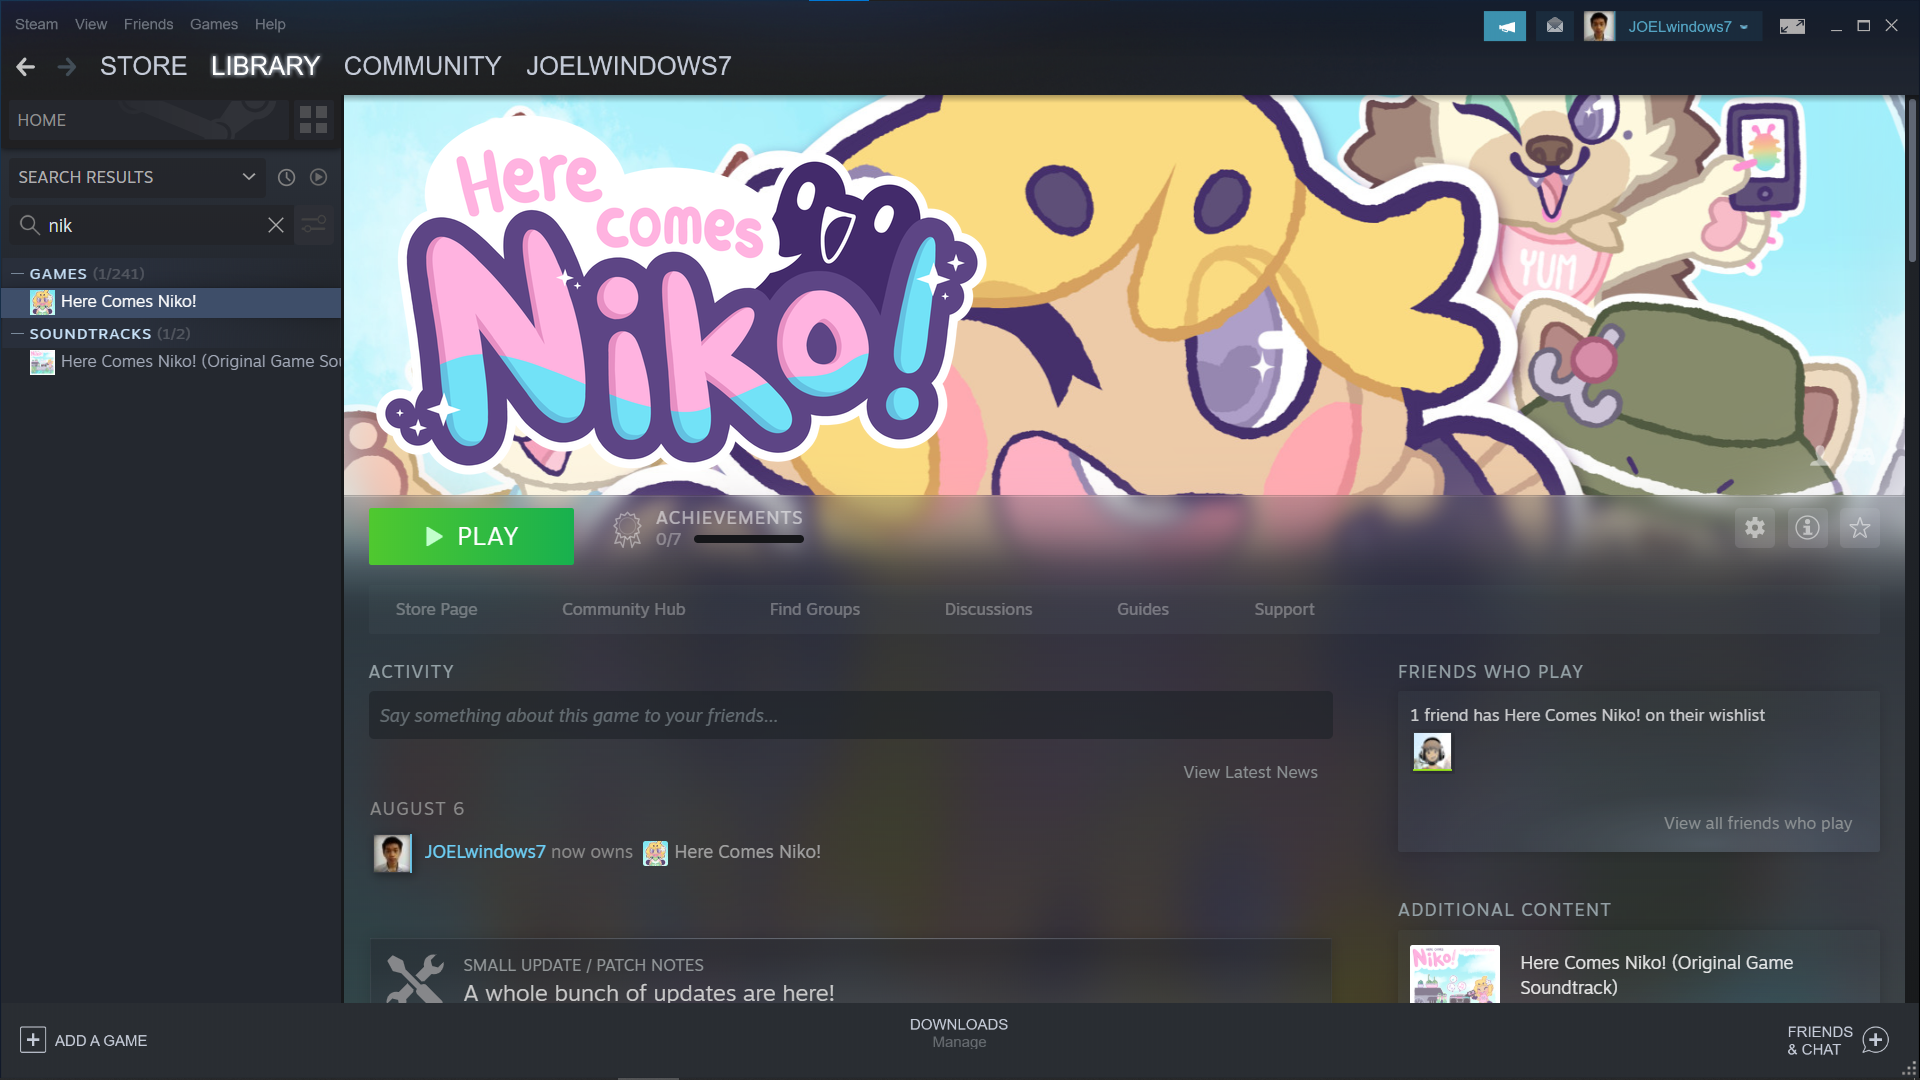 Steam View Friends Games Help
JOELwindows7
STORE LIBRARY COMMUNITY JOELWINDOWS7
HOME
SEARCH RESULTS
nik
GAMES (1/241)
Here Comes Niko!
SOUNDTRACKS (1/2)
Here Comes Niko! (Original Game Sou
Here
comes
Niko!
YUM
PLAY
ACHIEVEMENTS
0/7
Store Page Community Hub Find Groups Discussions Guides Support
ACTIVITY
Say something about this game to your friends...
View Latest News
AUGUST 6
JOELwindows7 now owns Here Comes Niko!
SMALL UPDATE / PATCH NOTES
A whole bunch of updates are here!
FRIENDS WHO PLAY
1 friend has Here Comes Niko! on their wishlist
View all friends who play
ADDITIONAL CONTENT
Niko!
Here Comes Niko! (Original Game
Soundtrack)
ADD A GAME
DOWNLOADS
Manage
FRIENDS
& CHAT